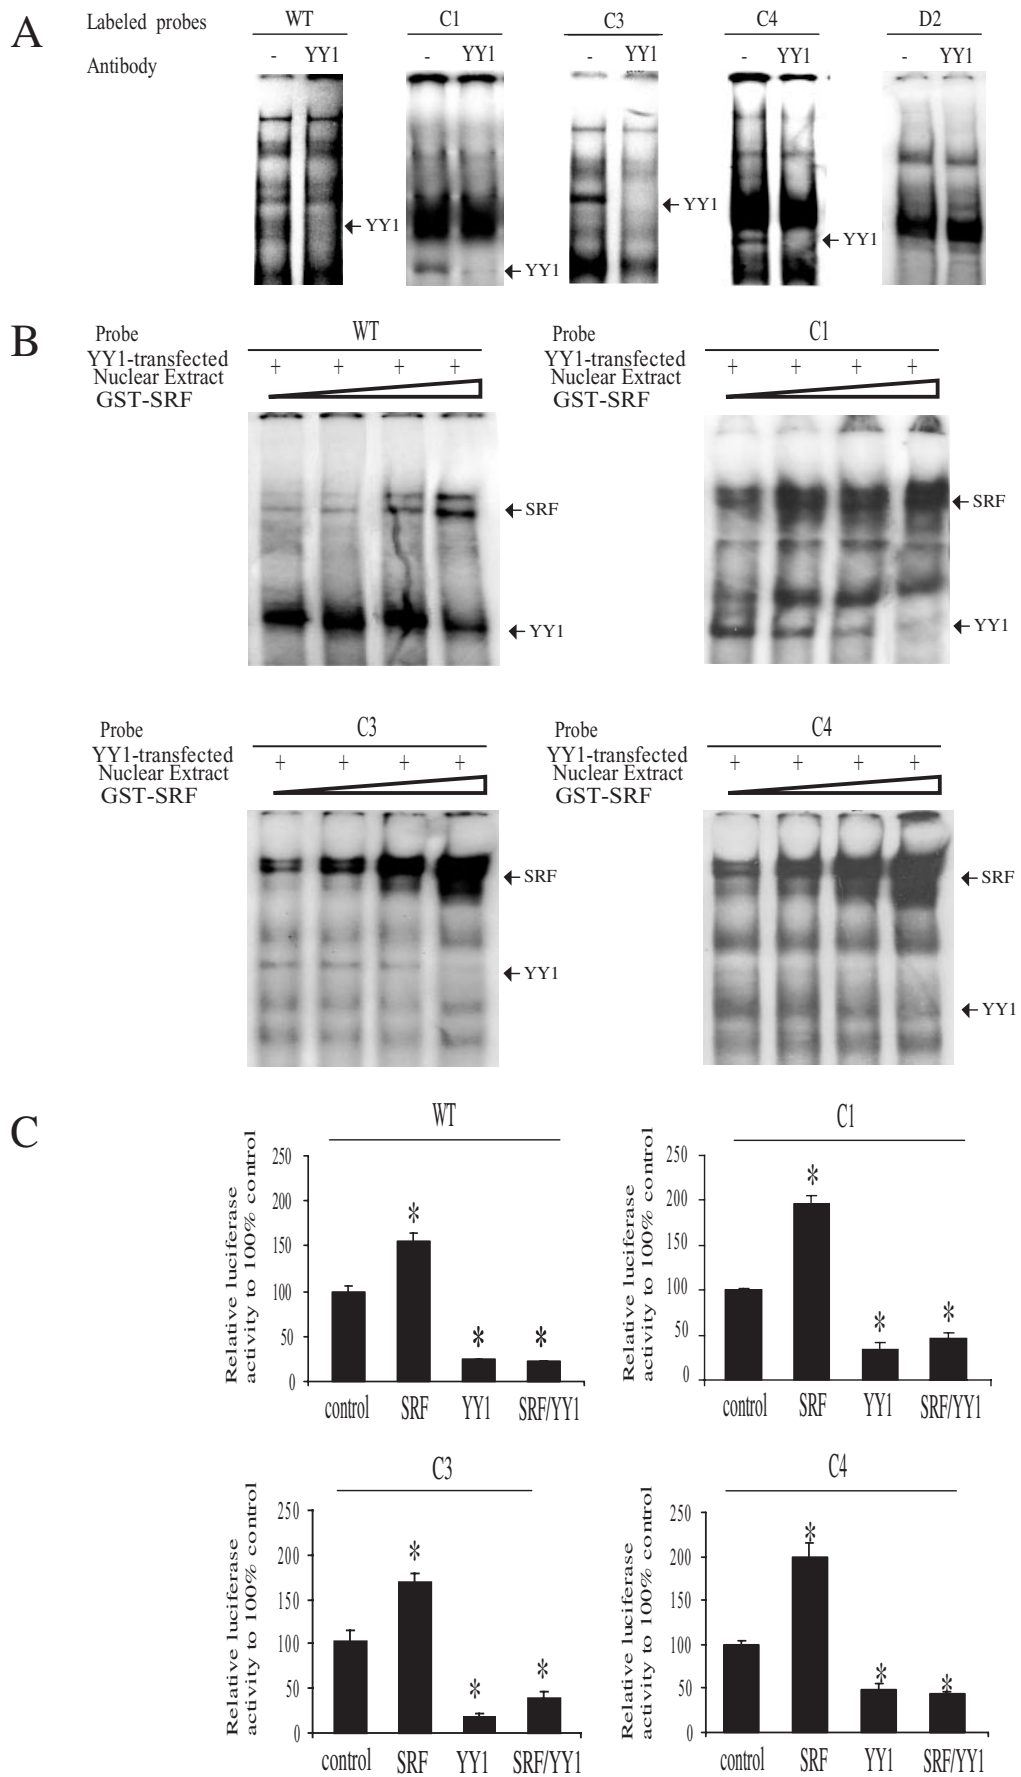 A
Labeled probes WT C1 C3 C4 D2
Antibody - YY1 - YY1 - YY1 - YY1 - YY1
YY1
YY1
YY1
YY1
B
Probe WT
YY1-transfected
Nuclear Extract + + + +
GST-SRF
SRF
YY1
Probe C1
YY1-transfected
Nuclear Extract + + + +
GST-SRF
SRF
YY1
Probe C3
YY1-transfected
Nuclear Extract + + + +
GST-SRF
SRF
YY1
Probe C4
YY1-transfected
Nuclear Extract + + + +
GST-SRF
SRF
YY1
C
WT
Relative luciferase
activity to 100% control
250
200
150
100
50
0
* * * *
control SRF YY1 SRF/YY1
C1
Relative luciferase
activity to 100% control
250
200
150
100
50
0
* * * *
control SRF YY1 SRF/YY1
C3
Relative luciferase
activity to 100% control
250
200
150
100
50
0
* * *
control SRF YY1 SRF/YY1
C4
Relative luciferase
activity to 100% control
250
200
150
100
50
0
* * *
control SRF YY1 SRF/YY1